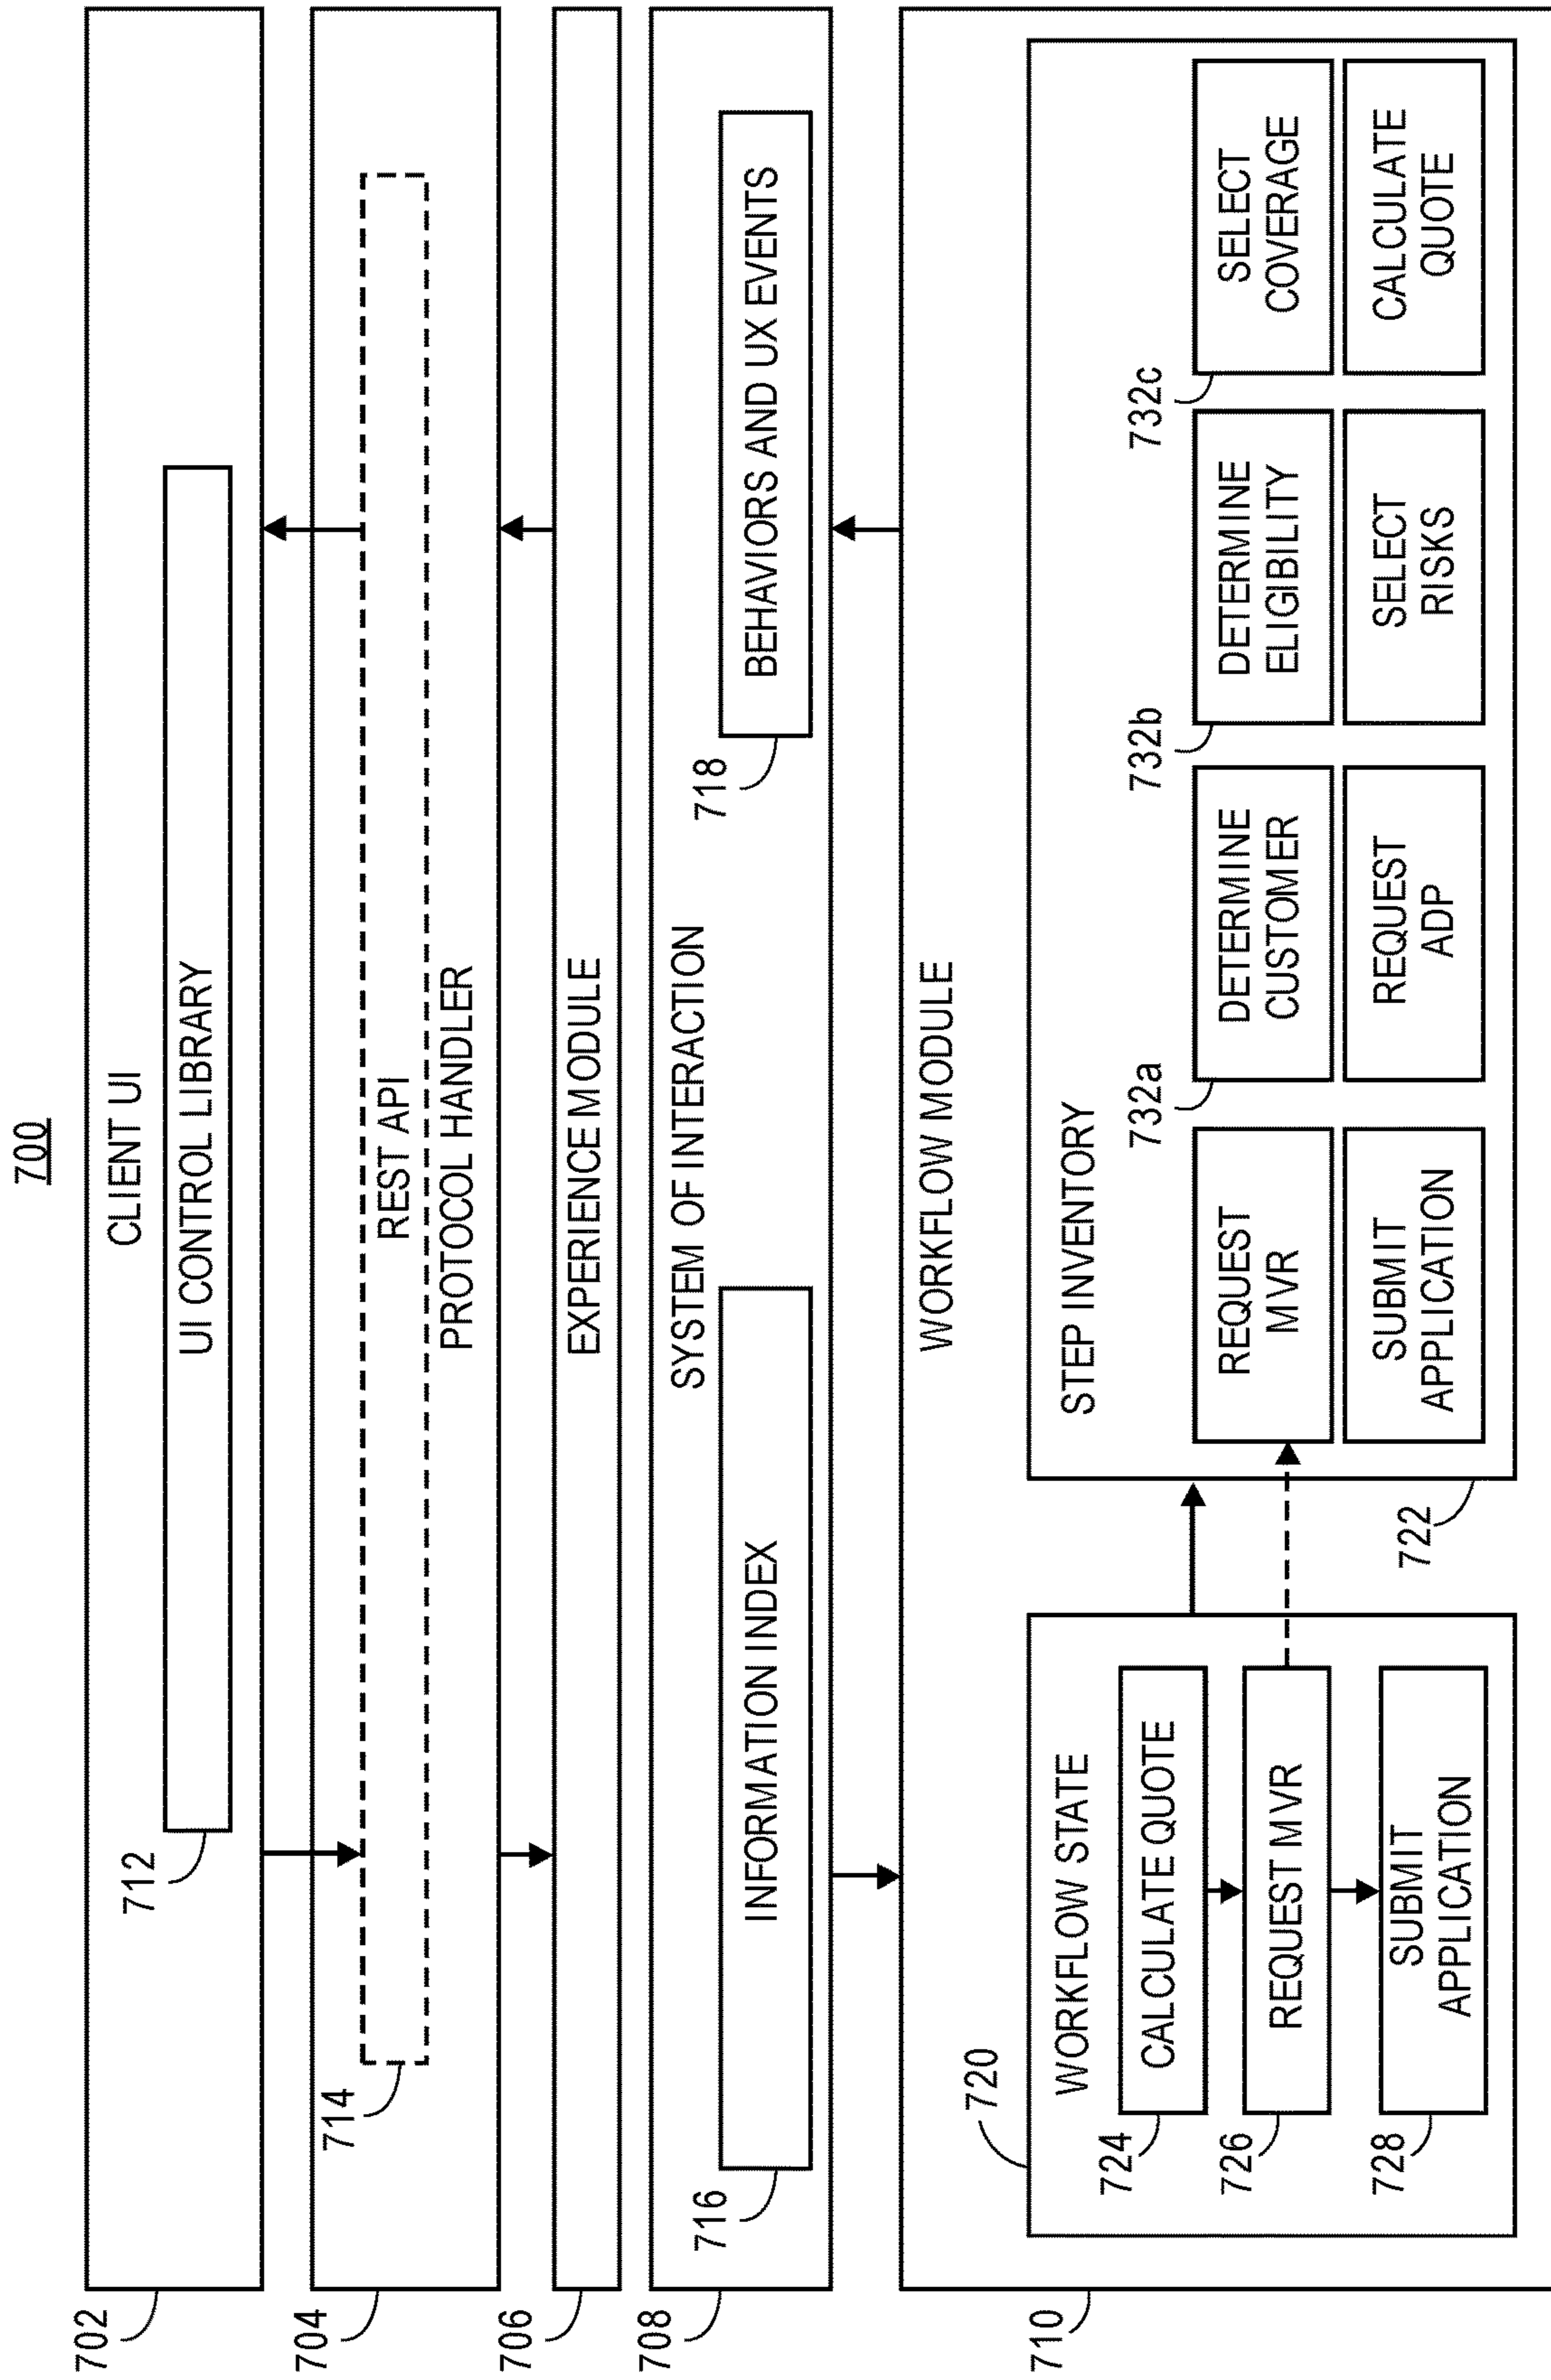 700
CLIENT UI
702
UI CONTROL LIBRARY
712
REST API
714
PROTOCOL HANDLER
704
EXPERIENCE MODULE
706
SYSTEM OF INTERACTION
708
INFORMATION INDEX
716
BEHAVIORS AND UX EVENTS
718
WORKFLOW MODULE
710
WORKFLOW STATE
720
CALCULATE QUOTE
724
REQUEST MVR
726
SUBMIT
APPLICATION
728
STEP INVENTORY
722
REQUEST
MVR
732a
DETERMINE
CUSTOMER
732b
DETERMINE
ELIGIBILITY
732c
SELECT
COVERAGE
SUBMIT
APPLICATION
REQUEST
ADP
SELECT
RISKS
CALCULATE
QUOTE